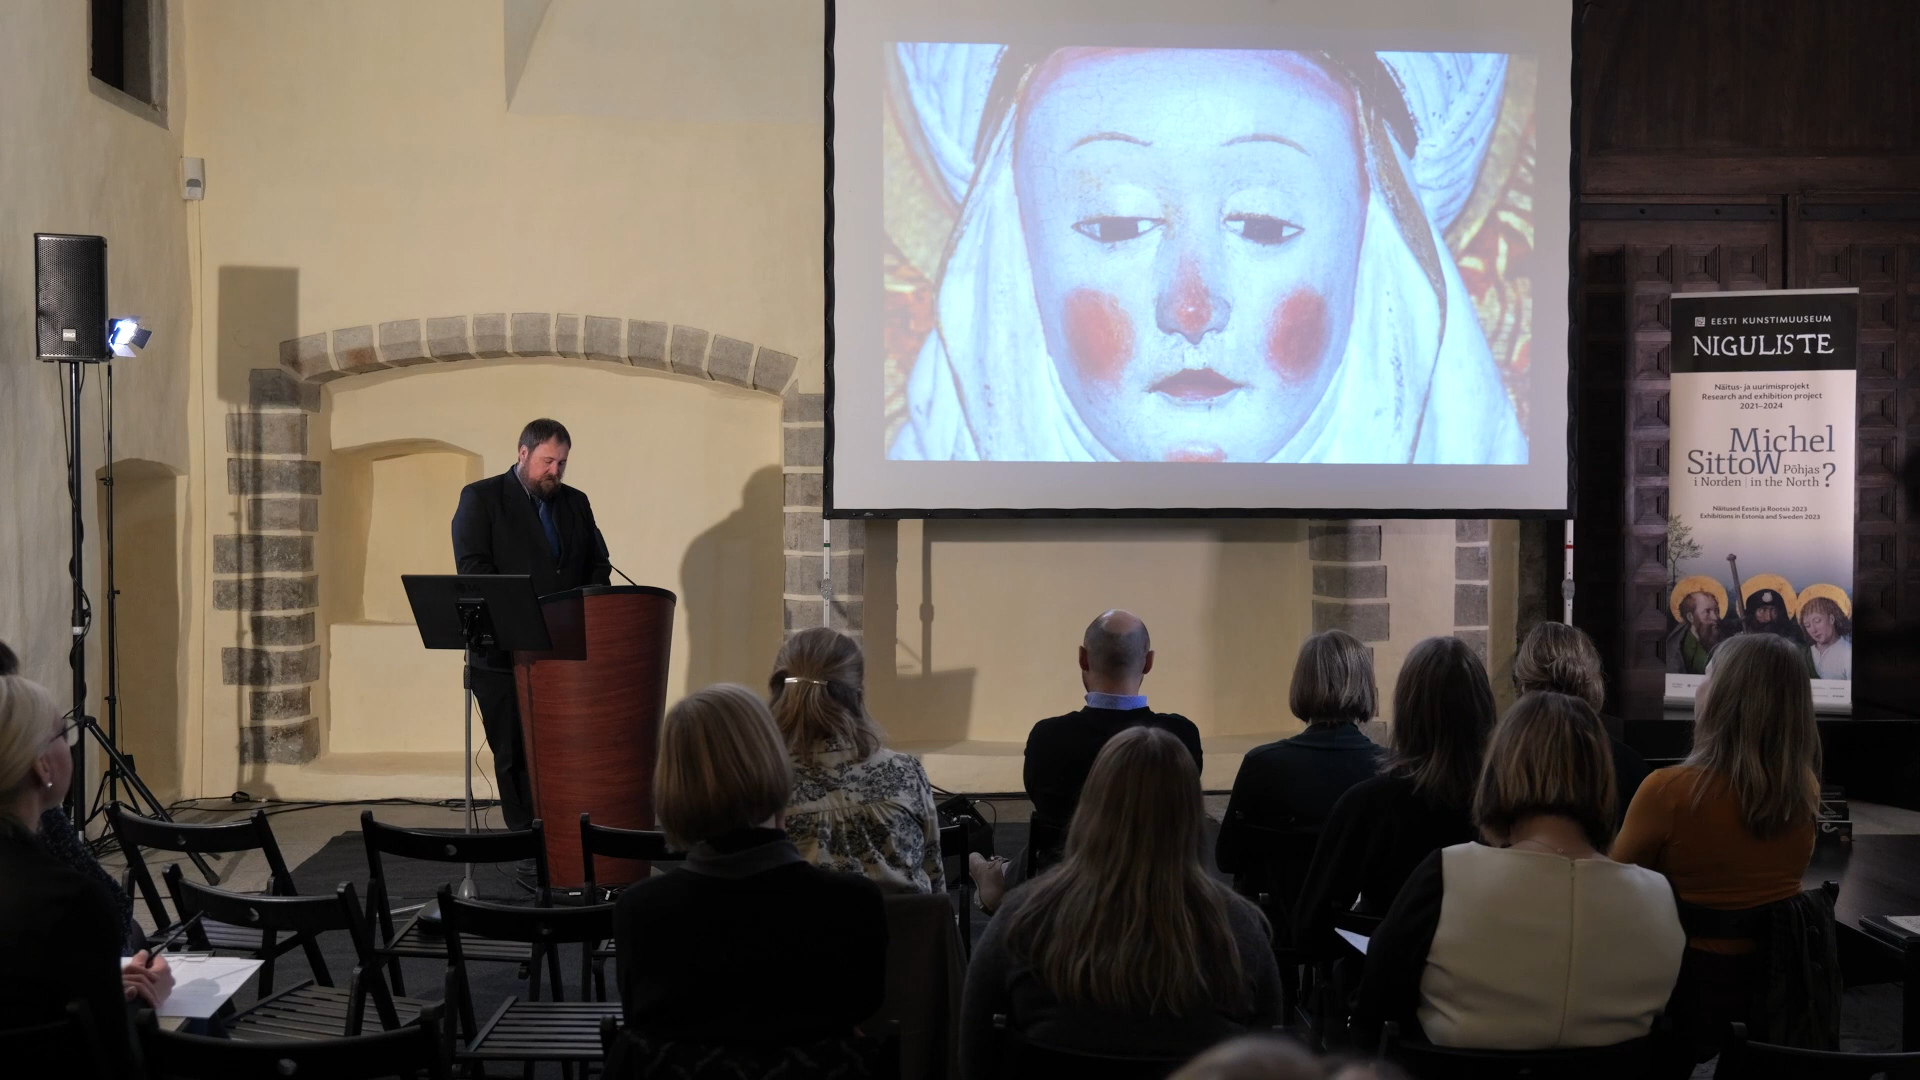 EESTI KUNSTIMUUSEUM
NIGULISTE
Näitus- ja uurimisprojekt
Research and exhibition project
2021–2024
Michel
Sittow Põhjas
i Norden | in the North ?
Näitused Eestis ja Rootsis 2023
Exhibitions in Estonia and Sweden 2023